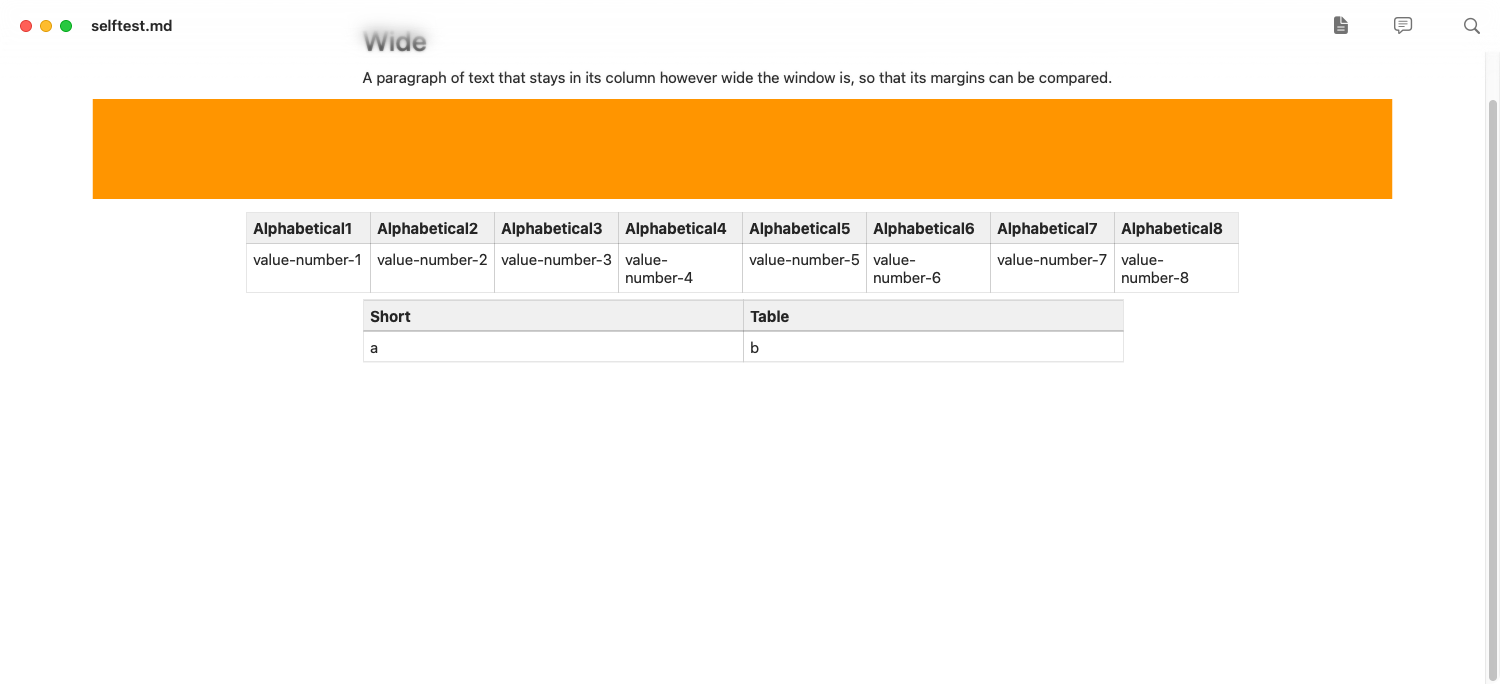 selftest.md
Wide
A paragraph of text that stays in its column however wide the window is, so that its margins can be compared.
Alphabetical1 Alphabetical2 Alphabetical3 Alphabetical4 Alphabetical5 Alphabetical6 Alphabetical7 Alphabetical8
value-number-1 value-number-2 value-number-3 value-number-4 value-number-5 value-number-6 value-number-7 value-number-8
Short Table
a b